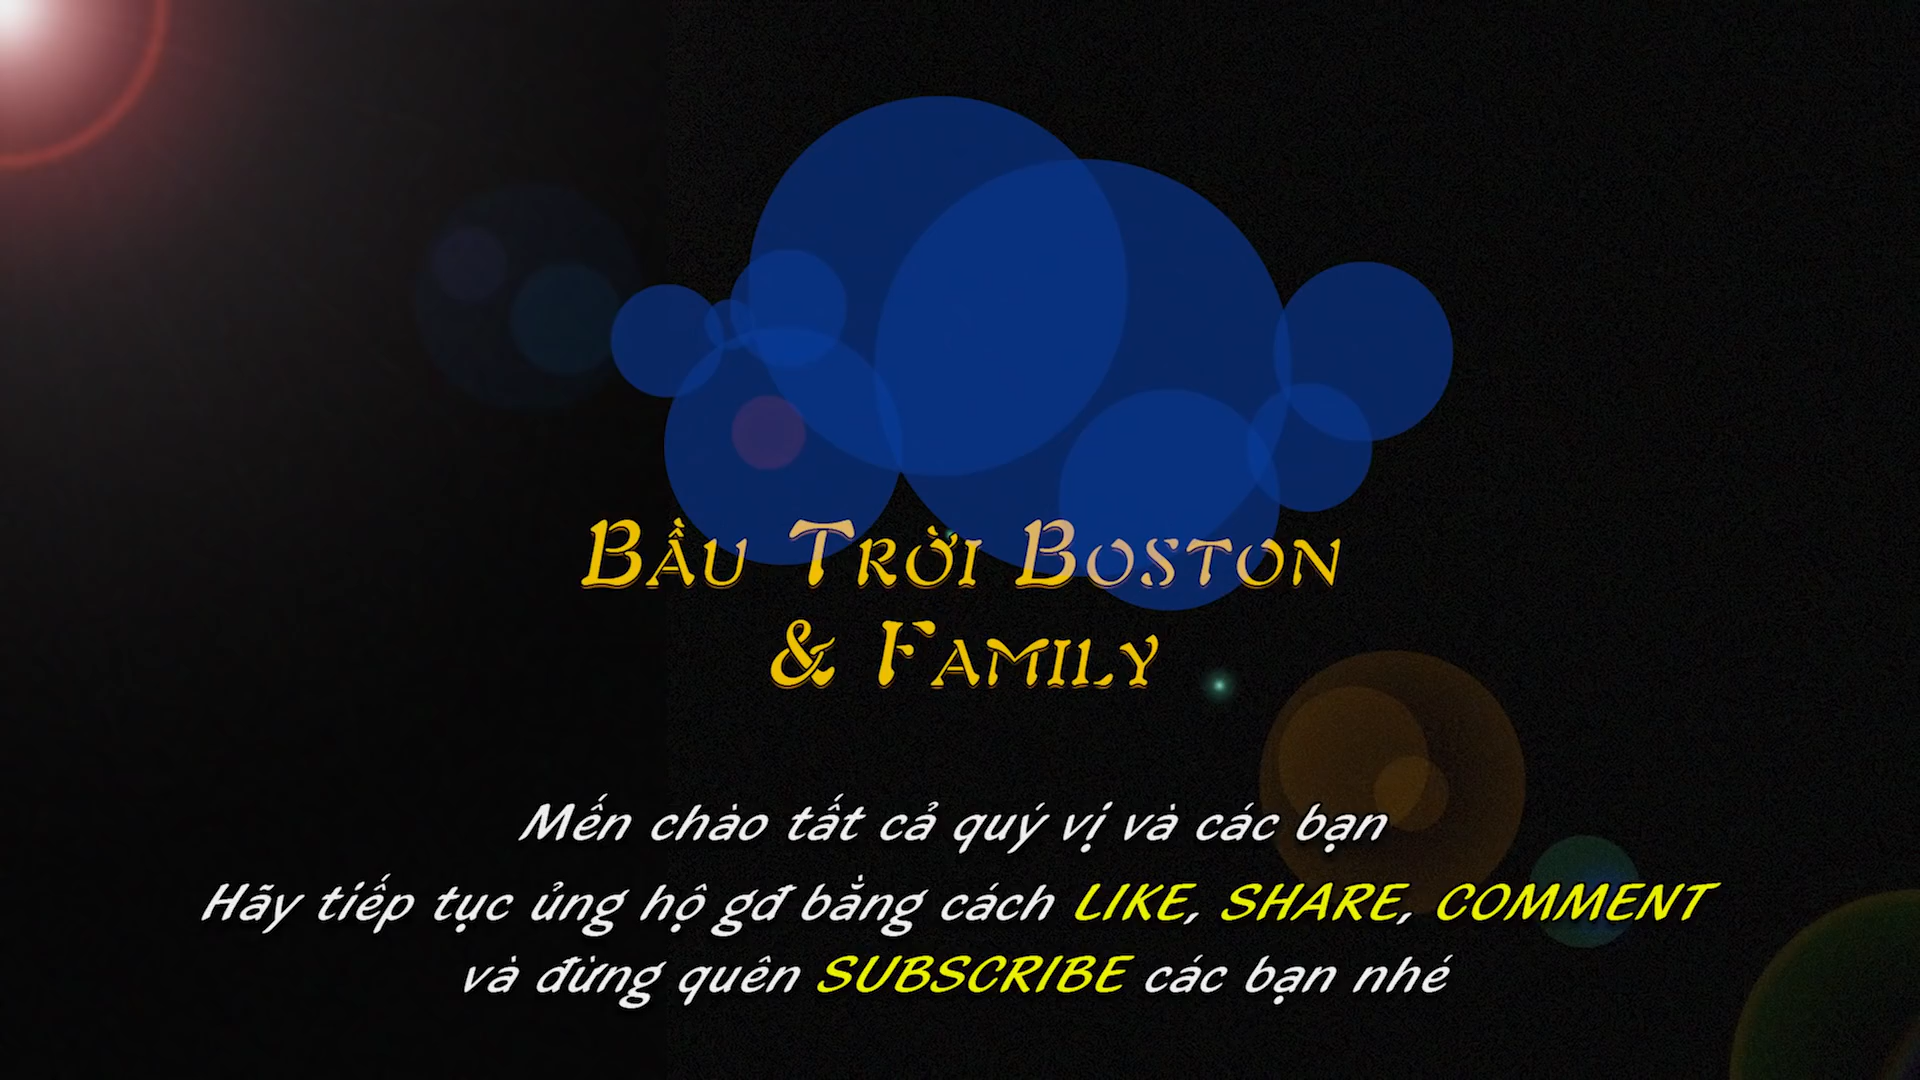 BẦU TRỜI BOSTON
& FAMILY
Mến chào tất cả quý vị và các bạn
Hãy tiếp tục ủng hộ gđ bằng cách LIKE, SHARE, COMMENT
và đừng quên SUBSCRIBE các bạn nhé